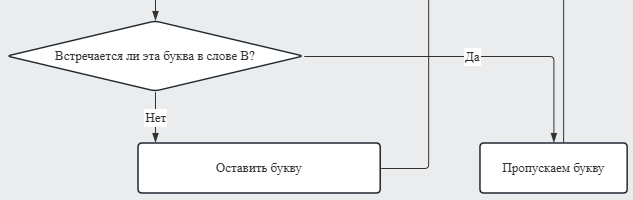 Встречается ли эта буква в слове B?
Да
Нет
Оставить букву
Пропускаем букву